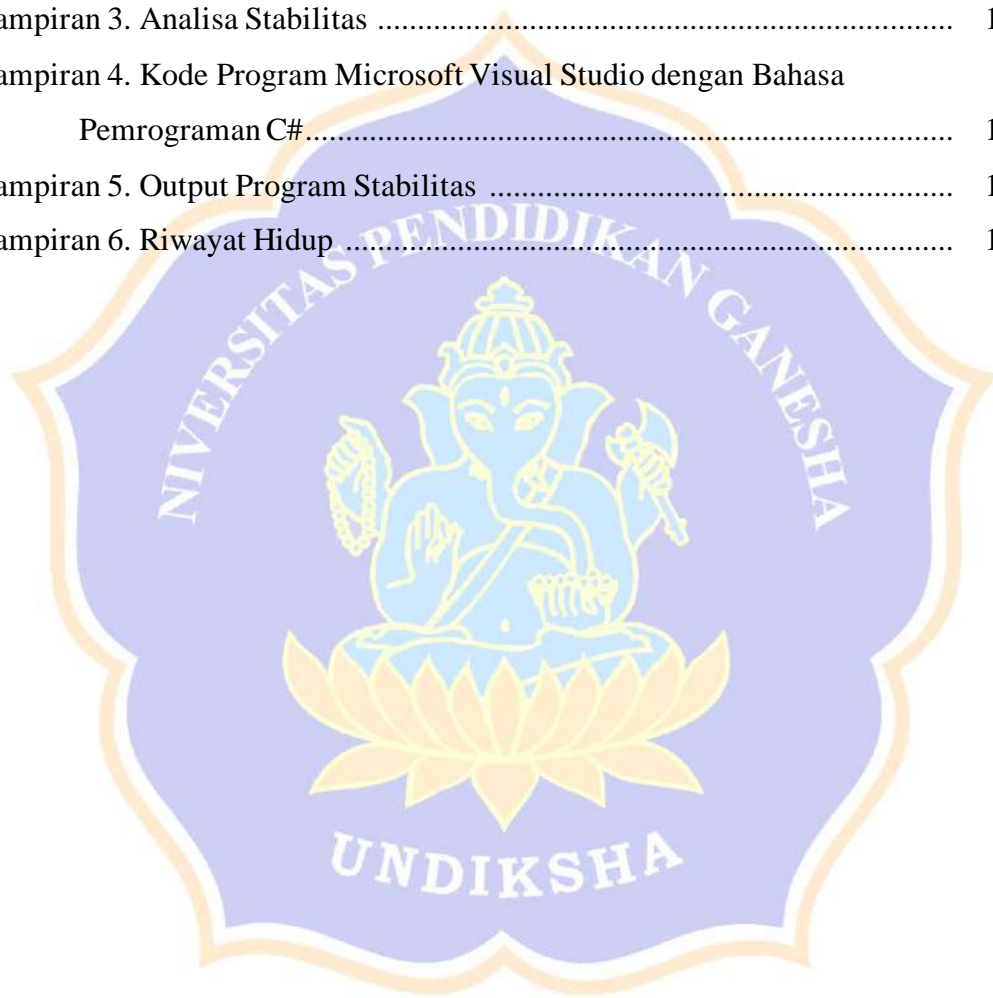 ampiran 3. Analisa Stabilitas ........................................................................ 1
ampiran 4. Kode Program Microsoft Visual Studio dengan Bahasa
Pemrograman C#.................................................................................. 1
ampiran 5. Output Program Stabilitas .......................................................... 1
ampiran 6. Riwayat Hidup ............................................................................ 1
NIVERSITAS PENDIDIKAN GANESHA
UNDIKSHA